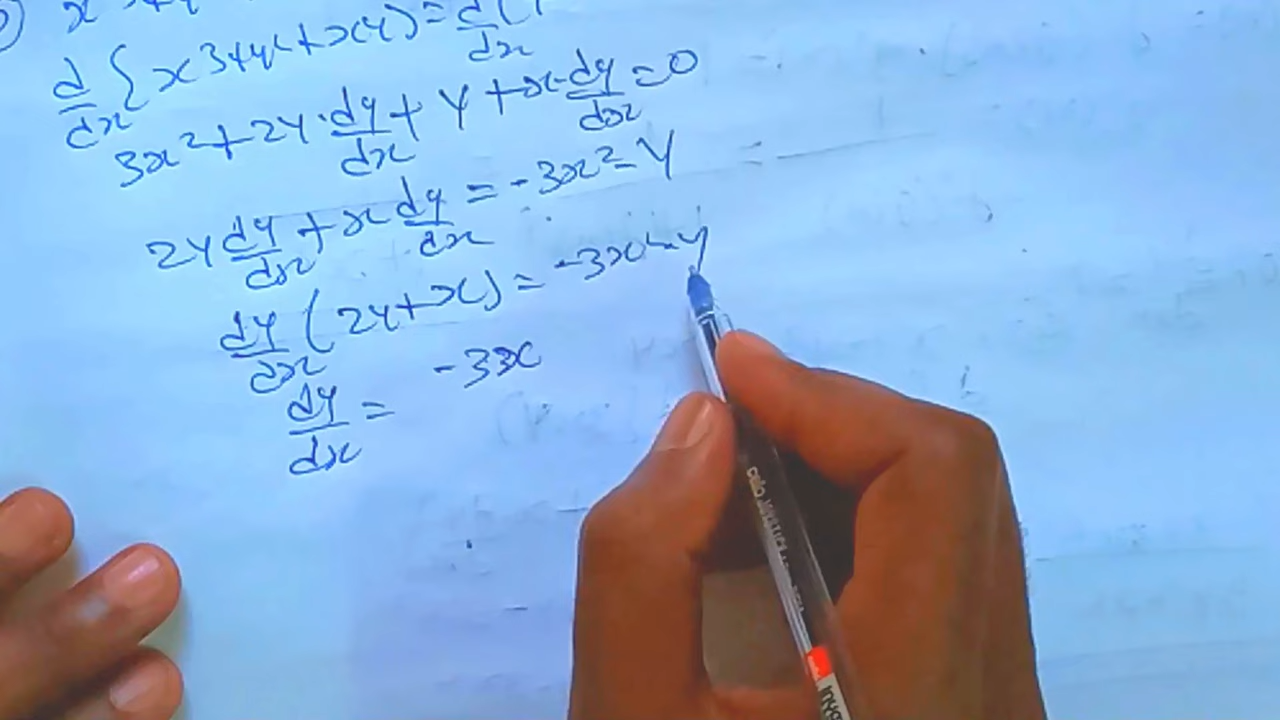 d/dx {x3+y²+xy) = d/dx (
3x²+2y·dy/dx + y + x·dy/dx = 0
2y dy/dx + x dy/dx = -3x² - y
dy/dx (2y+x) = -3x² - y
dy/dx = -3x
cello